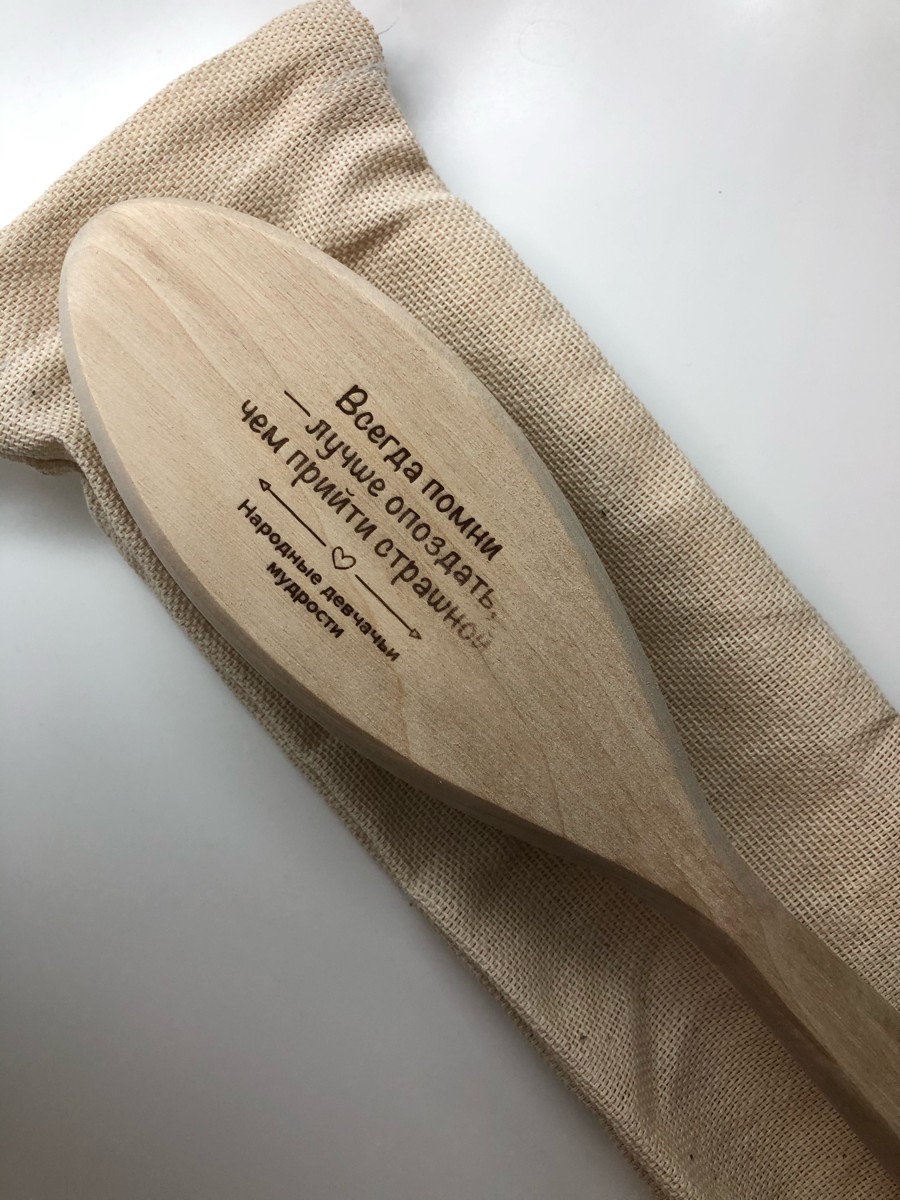 Всегда помни
— лучше опоздать,
чем прийти страшной
Народные девчачьи
мудрости